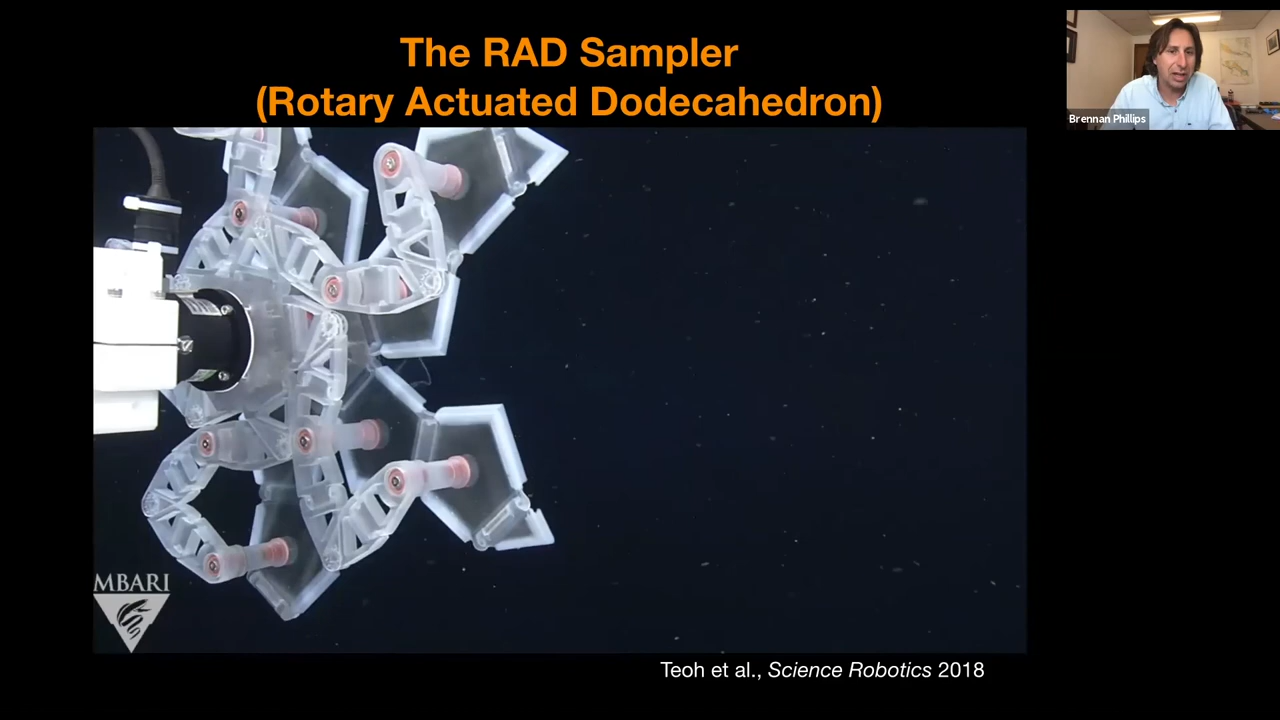 The RAD Sampler
(Rotary Actuated Dodecahedron)
Brennan Phillips
MBARI
Teoh et al., Science Robotics 2018